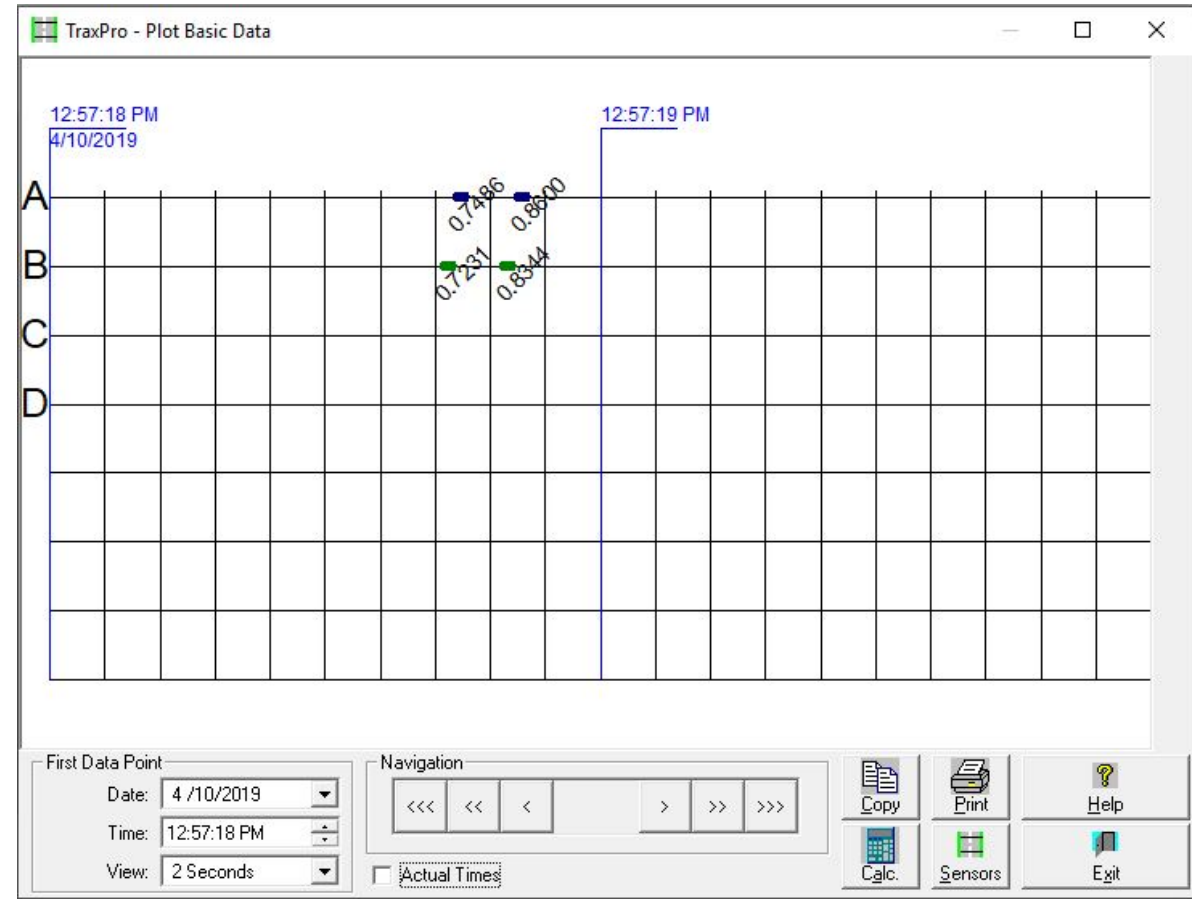 TraxPro - Plot Basic Data
12:57:18 PM
4/10/2019
12:57:19 PM
A
0.7486
0.8600
B
0.7231
0.8344
C
D
First Data Point
Date: 4 /10/2019
Time: 12:57:18 PM
View: 2 Seconds
Navigation
<<< << < > >> >>>
Actual Times
Copy
Print
Help
Calc.
Sensors
Exit